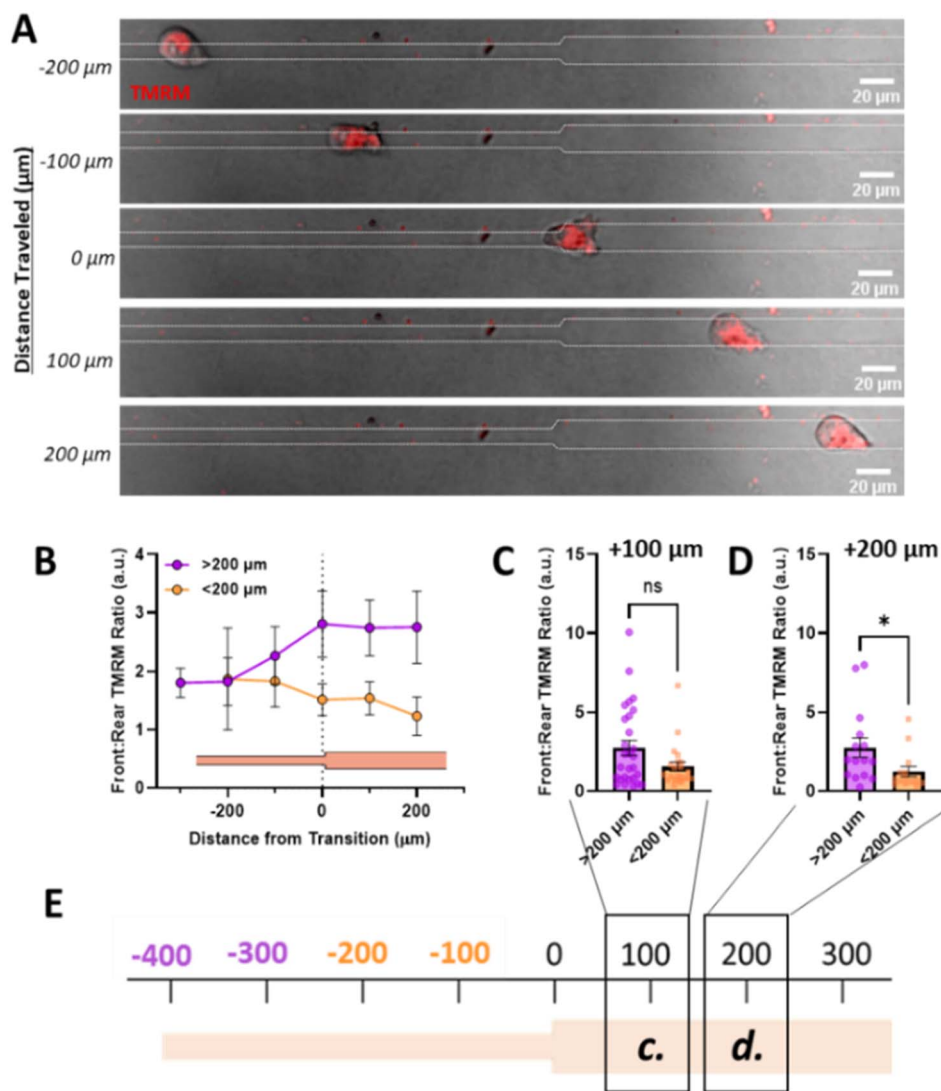 A
Distance Traveled (µm)
-200 µm
TMRM
20 µm
-100 µm
20 µm
0 µm
20 µm
100 µm
20 µm
200 µm
20 µm
B
>200 µm
<200 µm
Front:Rear TMRM Ratio (a.u.)
4
3
2
1
0
-200
0
200
Distance from Transition (µm)
C
+100 µm
Front:Rear TMRM Ratio (a.u.)
15
10
5
0
ns
>200 µm
<200 µm
D
+200 µm
Front:Rear TMRM Ratio (a.u.)
15
10
5
0
*
>200 µm
<200 µm
E
-400 -300 -200 -100 0 100 200 300
c. d.